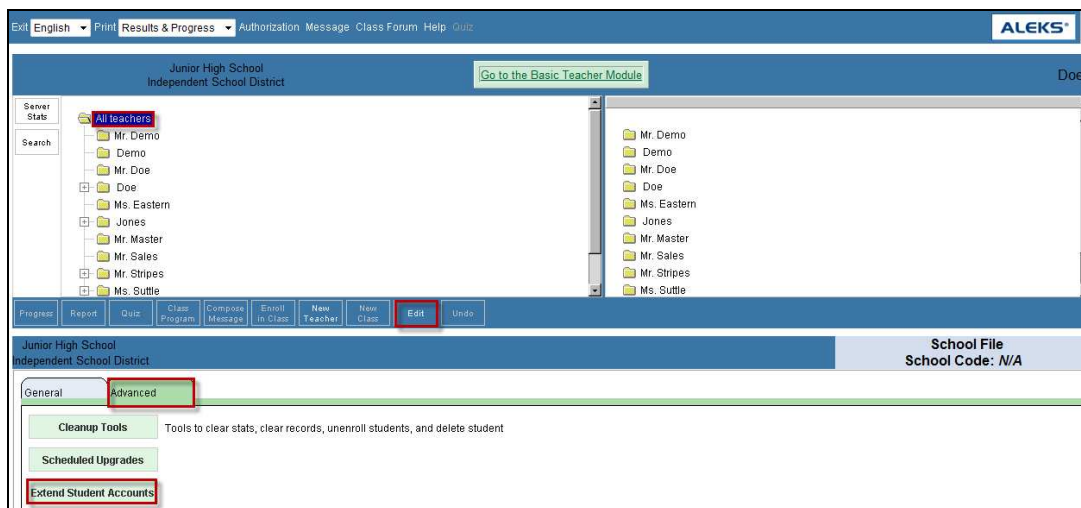 Exit English Print Results & Progress Authorization Message Class Forum Help Quiz
ALEKS®
Junior High School
Independent School District
Go to the Basic Teacher Module
Doe
Server
Stats
Search
All teachers
Mr. Demo
Demo
Mr. Doe
Doe
Ms. Eastern
Jones
Mr. Master
Mr. Sales
Mr. Stripes
Ms. Suttle
Mr. Demo
Demo
Mr. Doe
Doe
Ms. Eastern
Jones
Mr. Master
Mr. Sales
Mr. Stripes
Ms. Suttle
Progress
Report
Quiz
Class
Program
Compose
Message
Enroll
in Class
New
Teacher
New
Class
Edit
Undo
Junior High School
Independent School District
School File
School Code: N/A
General
Advanced
Cleanup Tools
Tools to clear stats, clear records, unenroll students, and delete student
Scheduled Upgrades
Extend Student Accounts